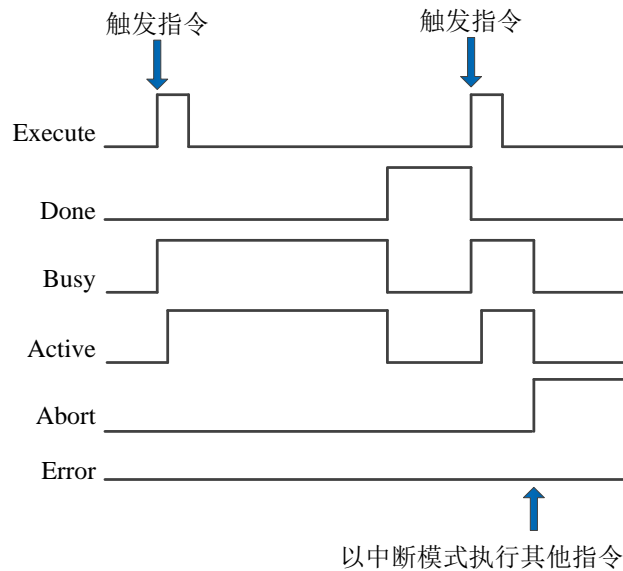 触发指令
触发指令
Execute
Done
Busy
Active
Abort
Error
以中断模式执行其他指令